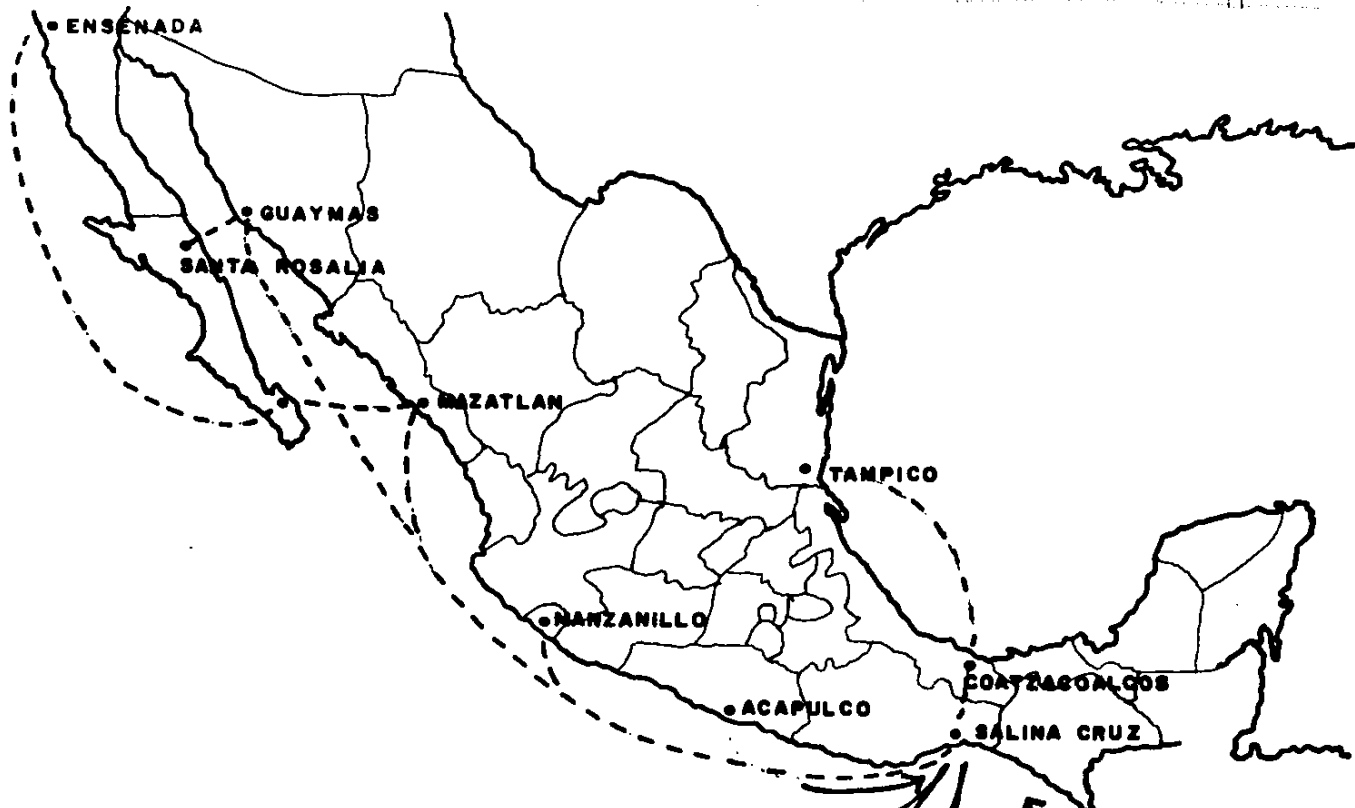 ENSENADA
GUAYMAS
SANTA ROSALIA
MAZATLAN
TAMPICO
MANZANILLO
COATZACOALCOS
ACAPULCO
SALINA CRUZ